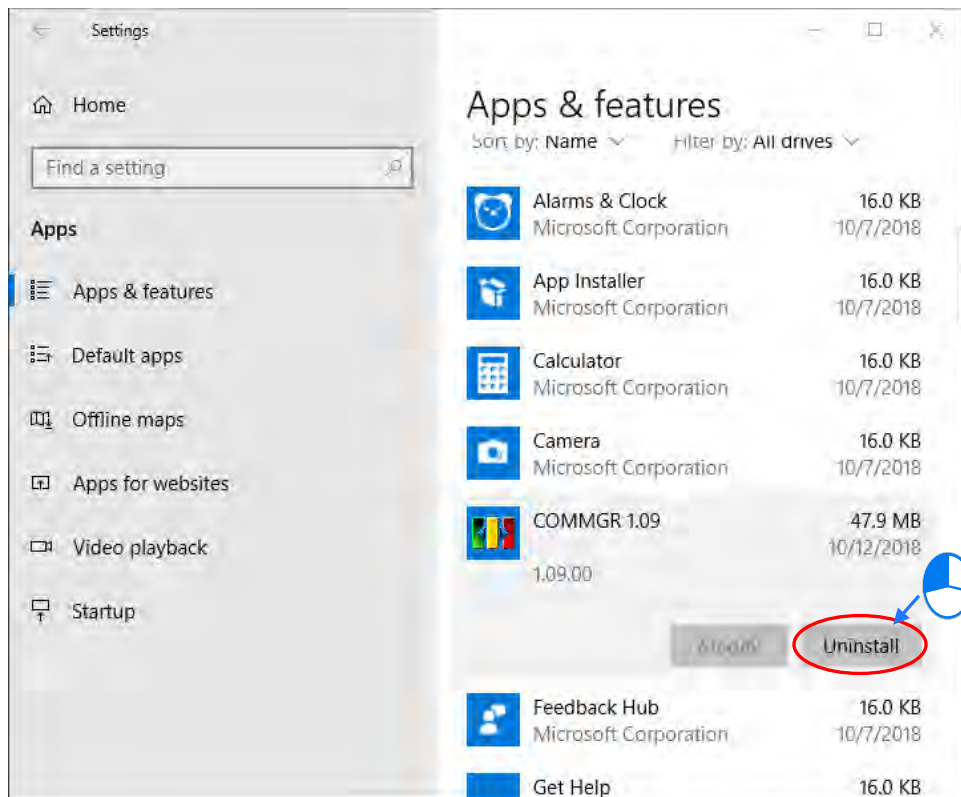 Settings
Home
Find a setting
Apps
Apps & features
Default apps
Offline maps
Apps for websites
Video playback
Startup
Apps & features
Sort by: Name Filter by: All drives
Alarms & Clock 16.0 KB
Microsoft Corporation 10/7/2018
App Installer 16.0 KB
Microsoft Corporation 10/7/2018
Calculator 16.0 KB
Microsoft Corporation 10/7/2018
Camera 16.0 KB
Microsoft Corporation 10/7/2018
COMMGR 1.09 47.9 MB
10/12/2018
1.09.00
Uninstall
Feedback Hub 16.0 KB
Microsoft Corporation 10/7/2018
Get Help 16.0 KB